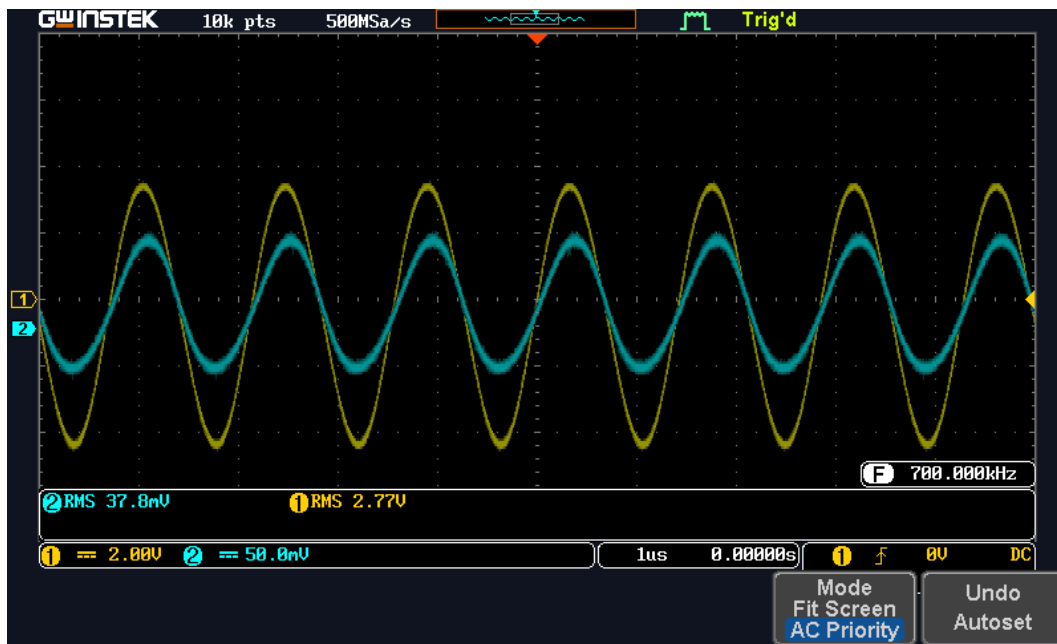 GWINSTEK 10k pts 500MSa/s Trig'd
1
2
F 700.000kHz
2 RMS 37.8mV 1 RMS 2.77V
1 2.00V 2 50.0mV 1us 0.00000s 1 0V DC
Mode
Fit Screen
AC Priority
Undo
Autoset